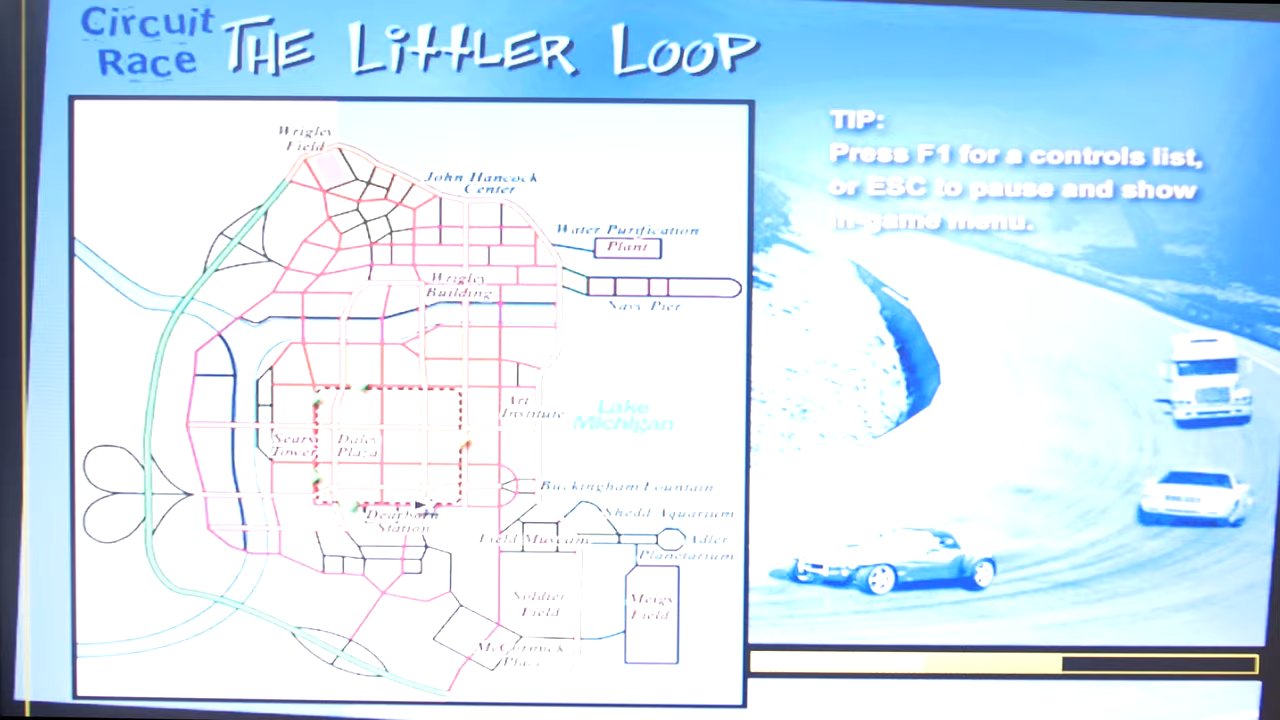 Circuit
Race
THE LITTLER LOOP
TIP:
Press F1 for a controls list,
or ESC to pause and show
in-game menu.
Wrigley
Field
John Hancock
Center
Water Purification
Plant
Wrigley
Building
Navy Pier
Art
Institute
Lake
Michigan
Sears
Tower
Daley
Plaza
Buckingham Fountain
Dearborn
Station
Shedd Aquarium
Field Museum
Adler
Planetarium
Soldier
Field
Meigs
Field
McCormick
Place